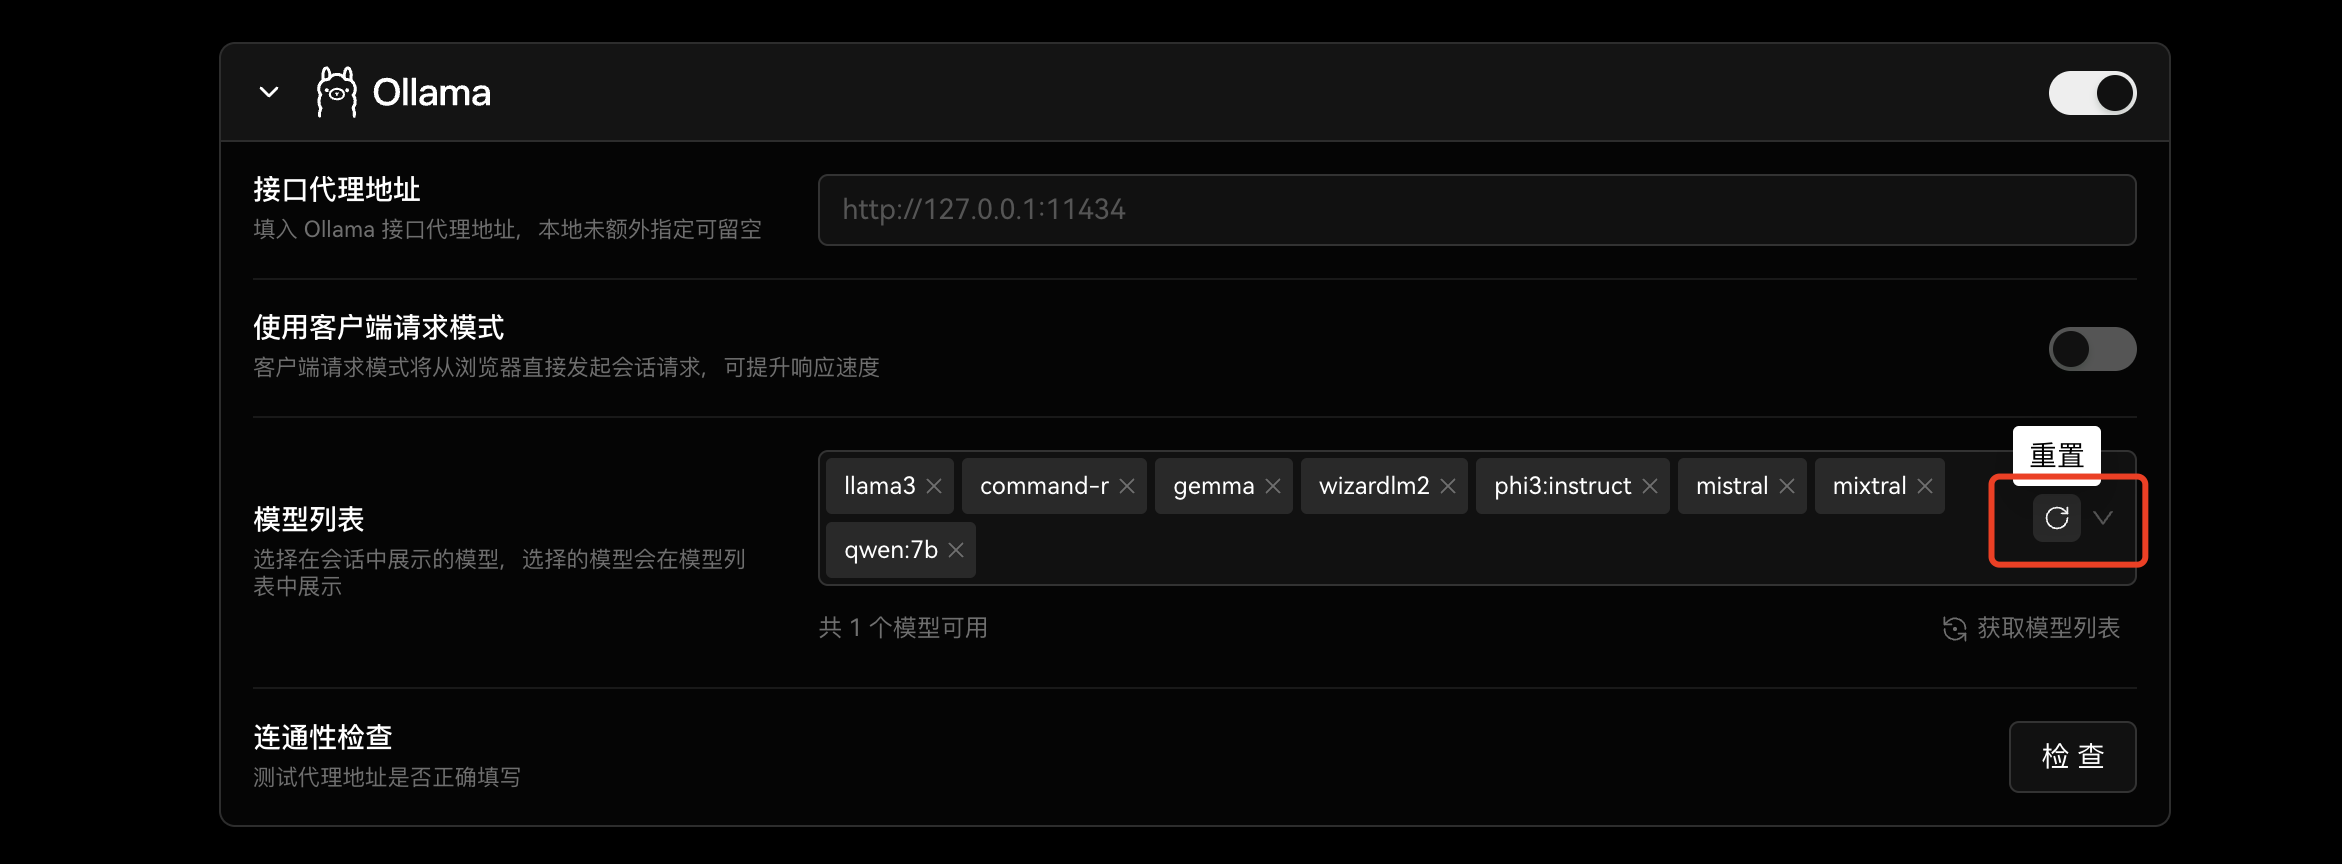 Ollama
接口代理地址
填入 Ollama 接口代理地址，本地未额外指定可留空
http://127.0.0.1:11434
使用客户端请求模式
客户端请求模式将从浏览器直接发起会话请求，可提升响应速度
重置
模型列表
选择在会话中展示的模型，选择的模型会在模型列
表中展示
llama3 command-r gemma wizardlm2 phi3:instruct mistral mixtral
qwen:7b
共 1 个模型可用
获取模型列表
连通性检查
测试代理地址是否正确填写
检 查